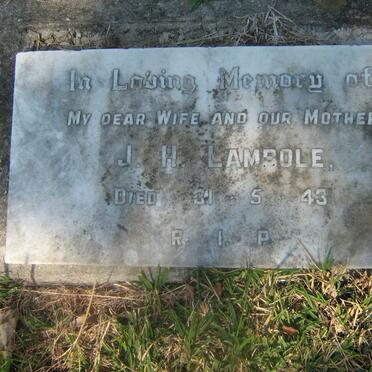 In Loving Memory of
My dear Wife and our Mother
J. H. Lambole,
Died 31 - 5 - 43
R. I. P.